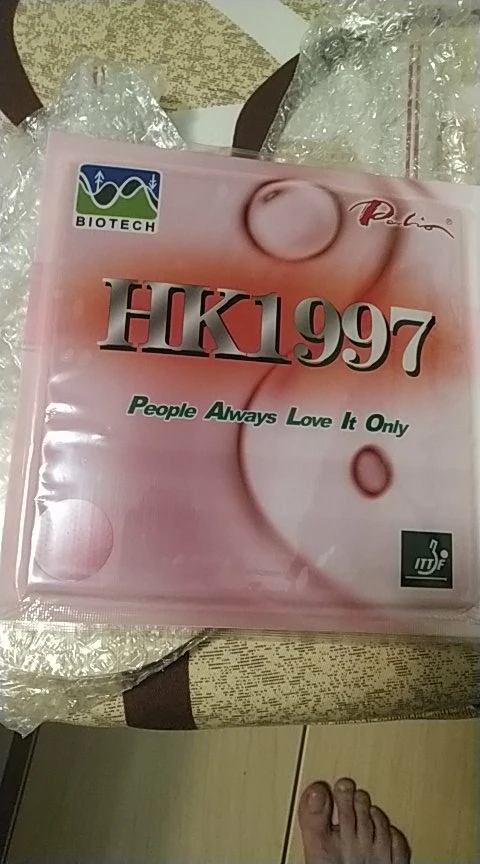 BIOTECH
Palio®
HK1997
People Always Love It Only
ITTF